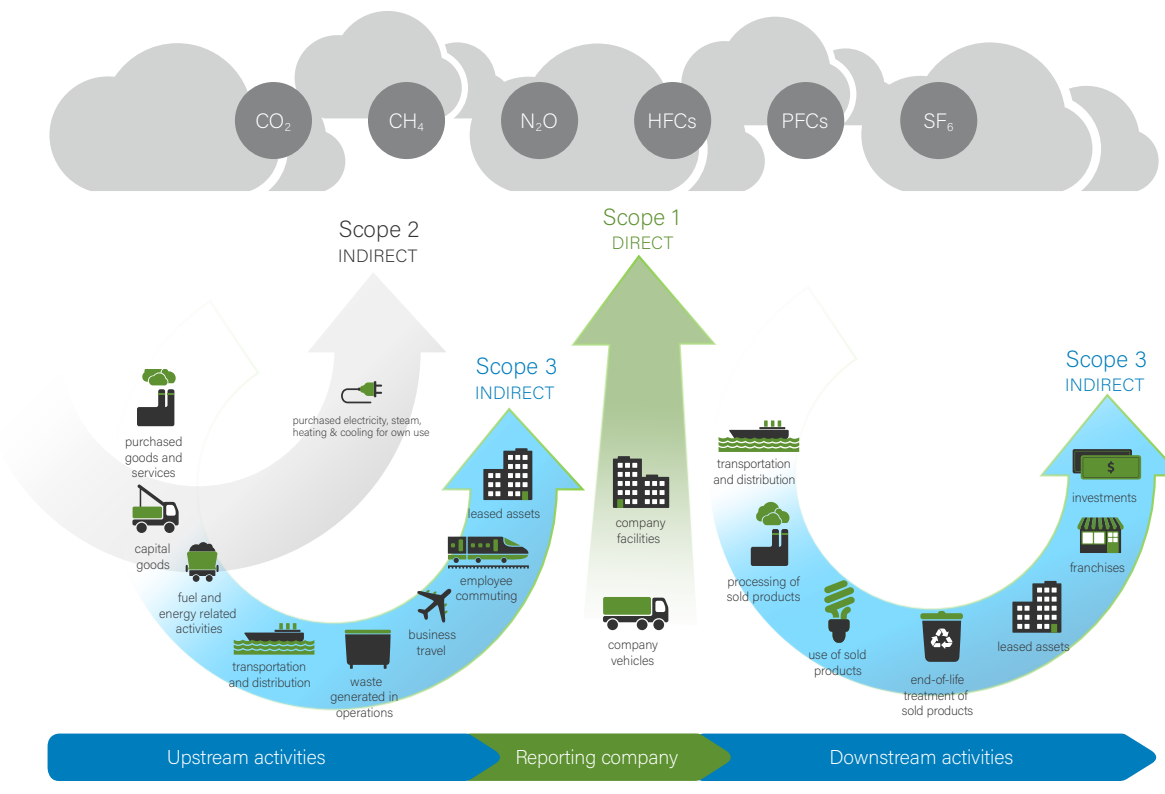 CO₂
CH₄
N₂O
HFCs
PFCs
SF₆
Scope 2
INDIRECT
Scope 1
DIRECT
Scope 3
INDIRECT
Scope 3
INDIRECT
purchased
goods and
services
capital
goods
fuel and
energy related
activities
purchased electricity, steam,
heating & cooling for own use
transportation
and distribution
waste
generated in
operations
business
travel
employee
commuting
leased assets
company
facilities
company
vehicles
transportation
and distribution
processing of
sold products
use of sold
products
end-of-life
treatment of
sold products
leased assets
franchises
$
investments
Upstream activities
Reporting company
Downstream activities